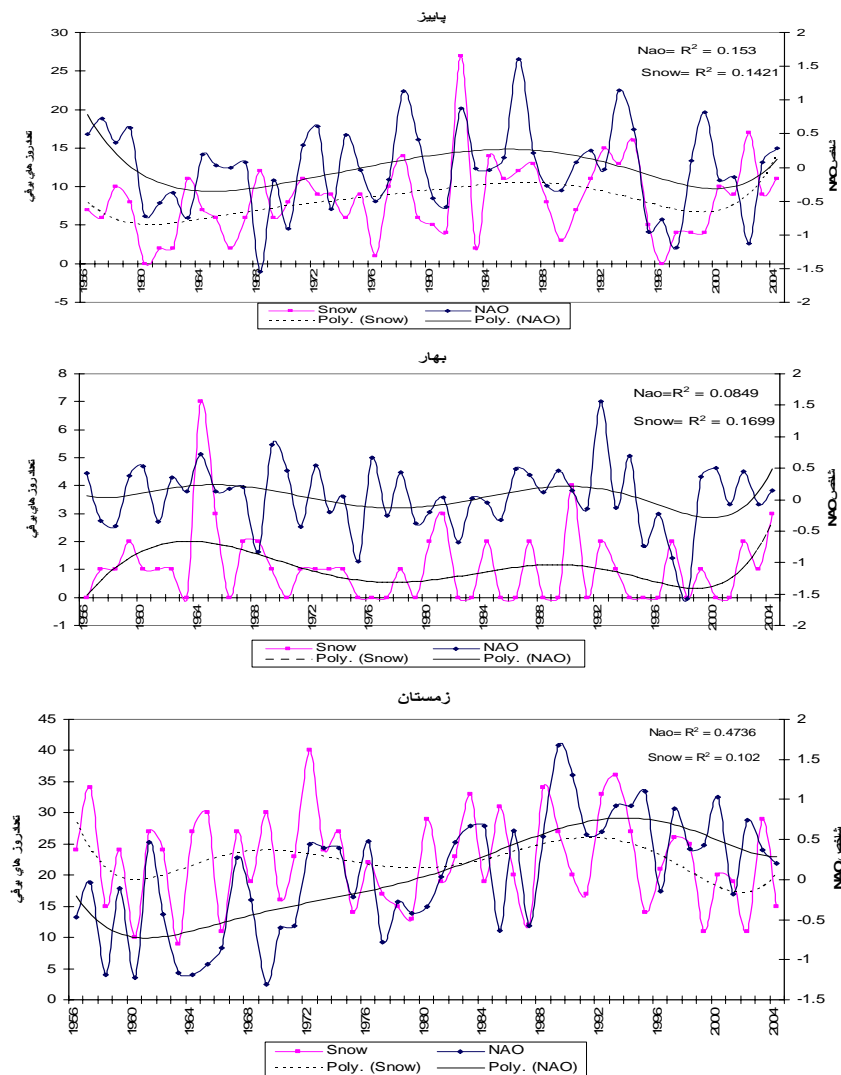 پاییز
30
25
20
15
10
5
0
-5
2
1.5
1
0.5
0
-0.5
-1
-1.5
-2
تعدد روز های برفي
شاخص NAO
Nao= R² = 0.153
Snow= R² = 0.1421
1956 1960 1964 1968 1972 1976 1980 1984 1988 1992 1996 2000 2004
Snow NAO
Poly. (Snow) Poly. (NAO)
بهار
8
7
6
5
4
3
2
1
0
-1
2
1.5
1
0.5
0
-0.5
-1
-1.5
-2
تعدد روز های برفي
شاخص NAO
Nao=R² = 0.0849
Snow= R² = 0.1699
1956 1960 1964 1968 1972 1976 1980 1984 1988 1992 1996 2000 2004
Snow NAO
Poly. (Snow) Poly. (NAO)
زمستان
45
40
35
30
25
20
15
10
5
0
2
1.5
1
0.5
0
-0.5
-1
-1.5
تعدد روز های برفي
شاخص NAO
Nao= R² = 0.4736
Snow = R² = 0.102
1956 1960 1964 1968 1972 1976 1980 1984 1988 1992 1996 2000 2004
Snow NAO
Poly. (Snow) Poly. (NAO)